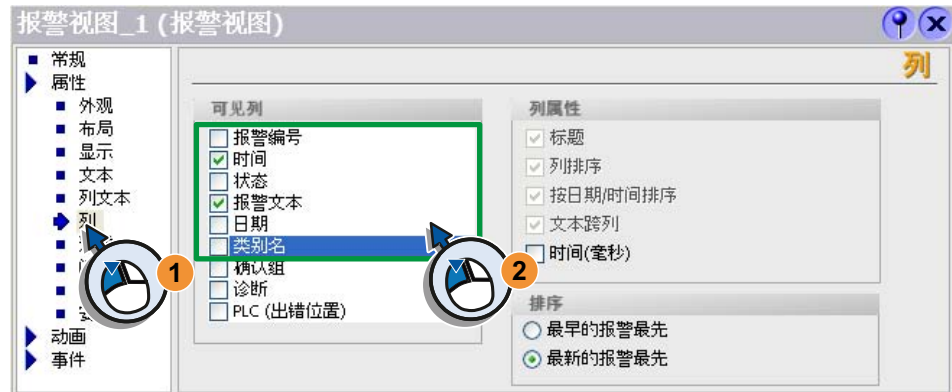 报警视图_1 (报警视图)
常规
属性
外观
布局
显示
文本
列文本
列
动画
事件
1
列
可见列
报警编号
时间
状态
报警文本
日期
类别名
确认组
诊断
PLC (出错位置)
2
列属性
标题
列排序
按日期/时间排序
文本跨列
时间(毫秒)
排序
最早的报警最先
最新的报警最先